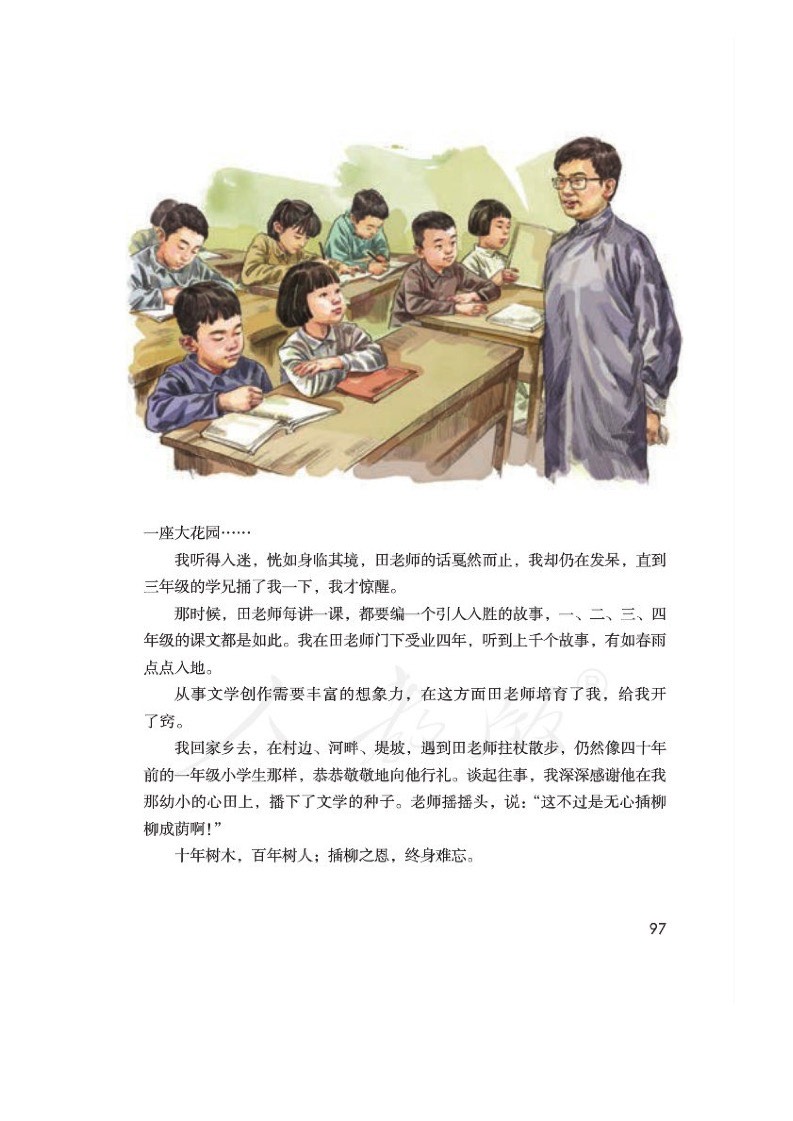 一座大花园……
我听得入迷，恍如身临其境，田老师的话戛然而止，我却仍在发呆，直到
三年级的学兄捅了我一下，我才惊醒。
那时候，田老师每讲一课，都要编一个引人入胜的故事，一、二、三、四
年级的课文都是如此。我在田老师门下受业四年，听到上千个故事，有如春雨
点点入地。
从事文学创作需要丰富的想象力，在这方面田老师培育了我，给我开
了窍。
我回家乡去，在村边、河畔、堤坡，遇到田老师拄杖散步，仍然像四十年
前的一年级小学生那样，恭恭敬敬地向他行礼。谈起往事，我深深感谢他在我
那幼小的心田上，播下了文学的种子。老师摇摇头，说：“这不过是无心插柳
柳成荫啊！”
十年树木，百年树人；插柳之恩，终身难忘。
人教版®
97